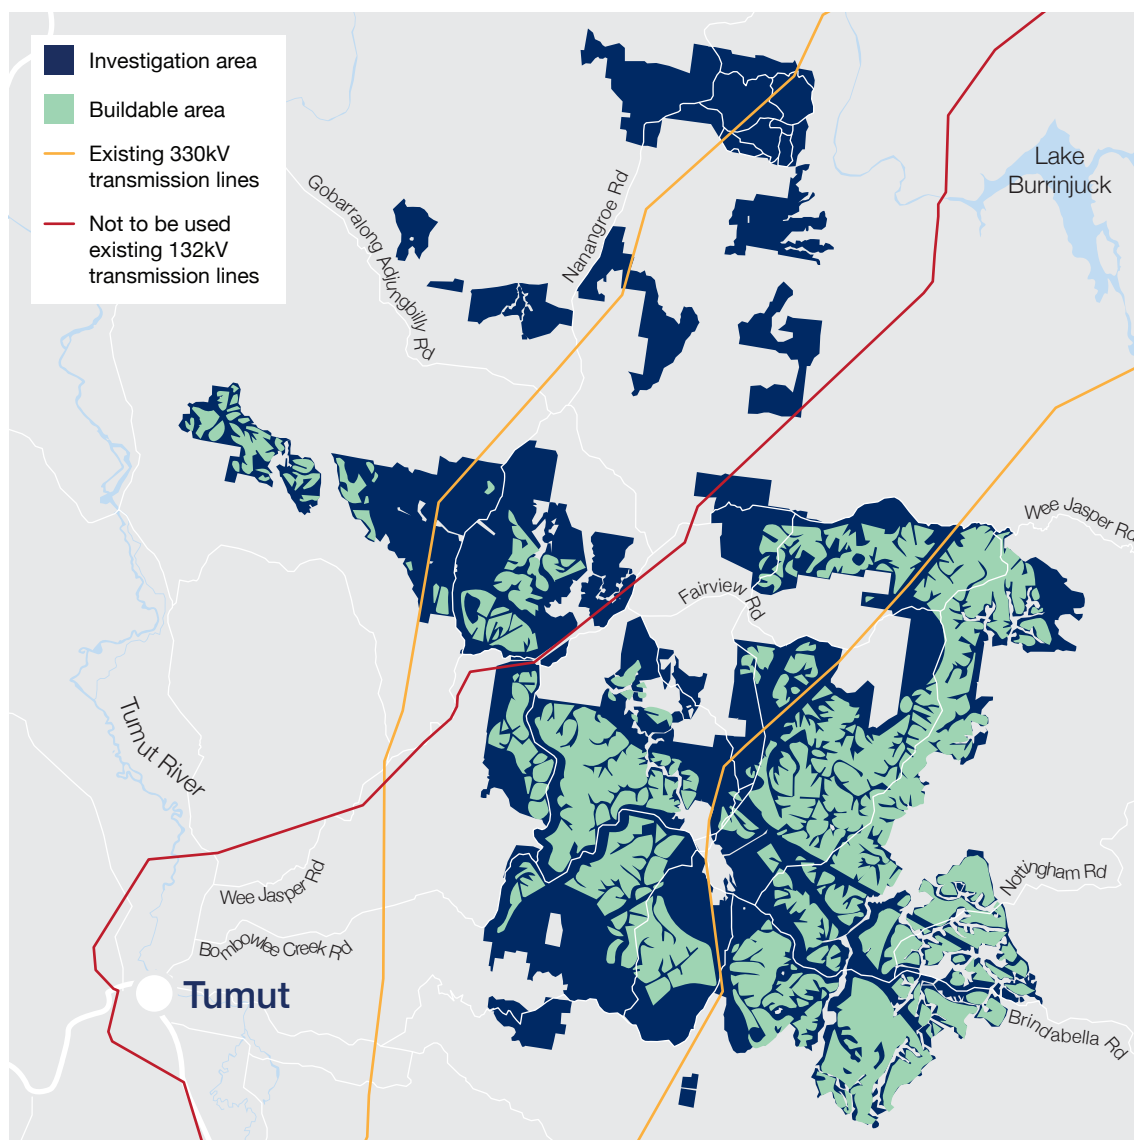 Investigation area
Buildable area
Existing 330kV
transmission lines
Not to be used
existing 132kV
transmission lines
Lake
Burrinjuck
Gobarralong Adjungbilly Rd
Nanangroe Rd
Wee Jasper Rd
Fairview Rd
Tumut River
Wee Jasper Rd
Nottingham Rd
Bombowlee Creek Rd
Tumut
Brindabella Rd